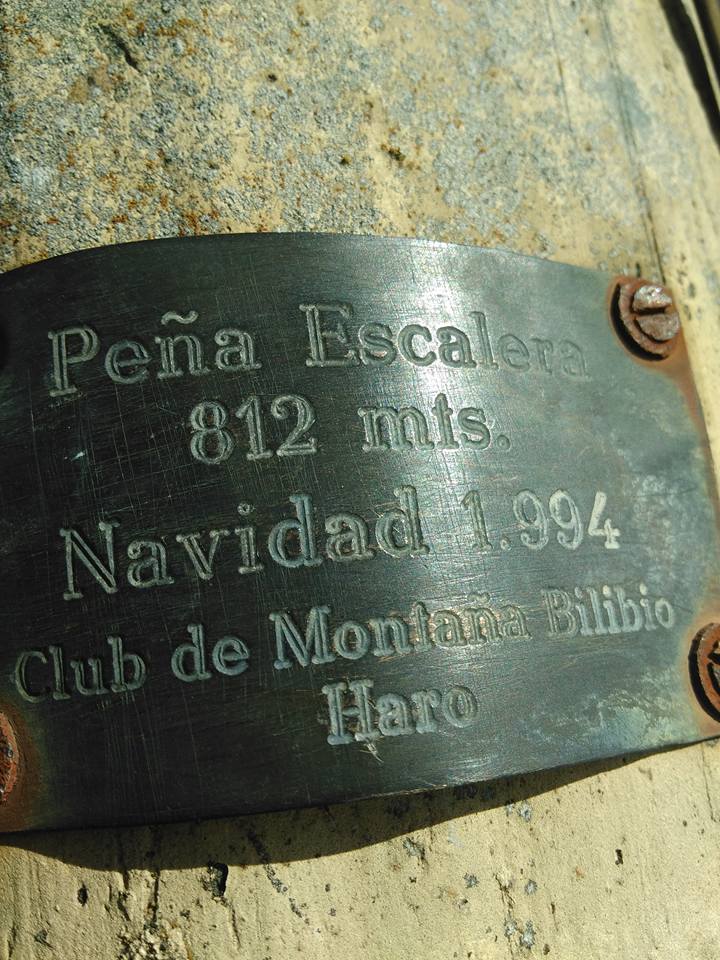 Peña Escalera
812 mts.
Navidad 1.994
Club de Montaña Bilibio
Haro